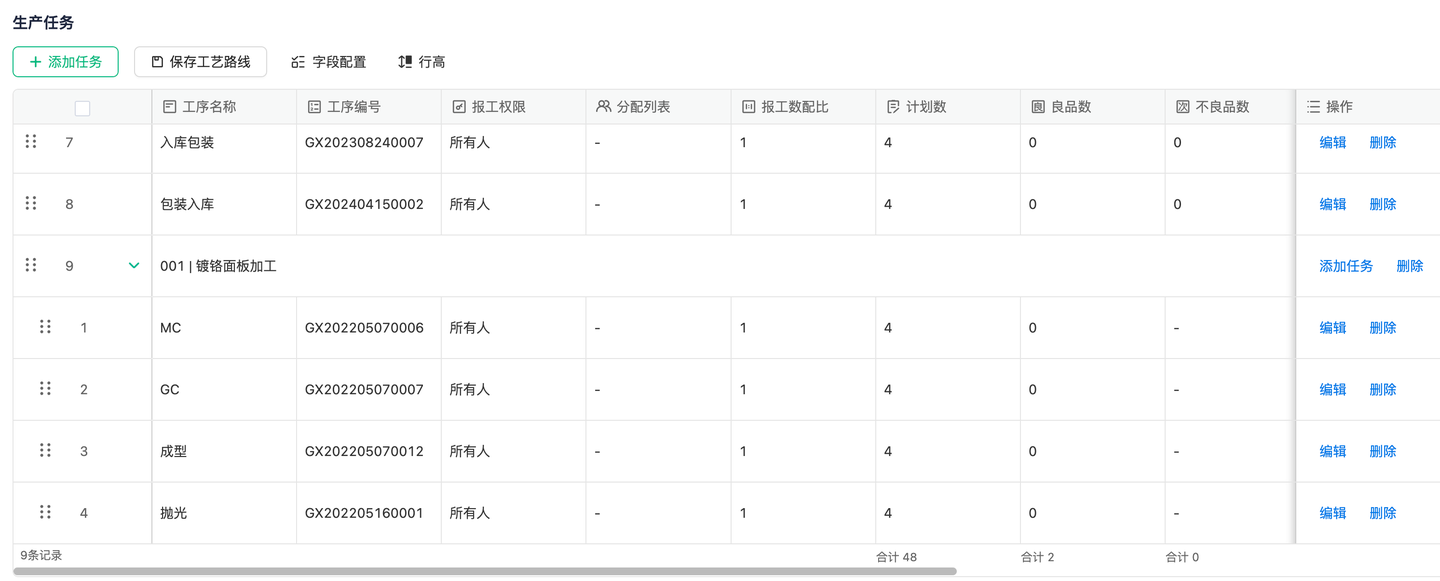 生产任务
添加任务 保存工艺路线 字段配置 行高
工序名称 工序编号 报工权限 分配列表 报工数配比 计划数 良品数 不良品数 操作
7 入库包装 GX202308240007 所有人 - 1 4 0 0 编辑 删除
8 包装入库 GX202404150002 所有人 - 1 4 0 0 编辑 删除
9 001 | 镀铬面板加工 添加任务 删除
1 MC GX202205070006 所有人 - 1 4 0 - 编辑 删除
2 GC GX202205070007 所有人 - 1 4 0 - 编辑 删除
3 成型 GX202205070012 所有人 - 1 4 0 - 编辑 删除
4 抛光 GX202205160001 所有人 - 1 4 0 - 编辑 删除
9条记录 合计 48 合计 2 合计 0